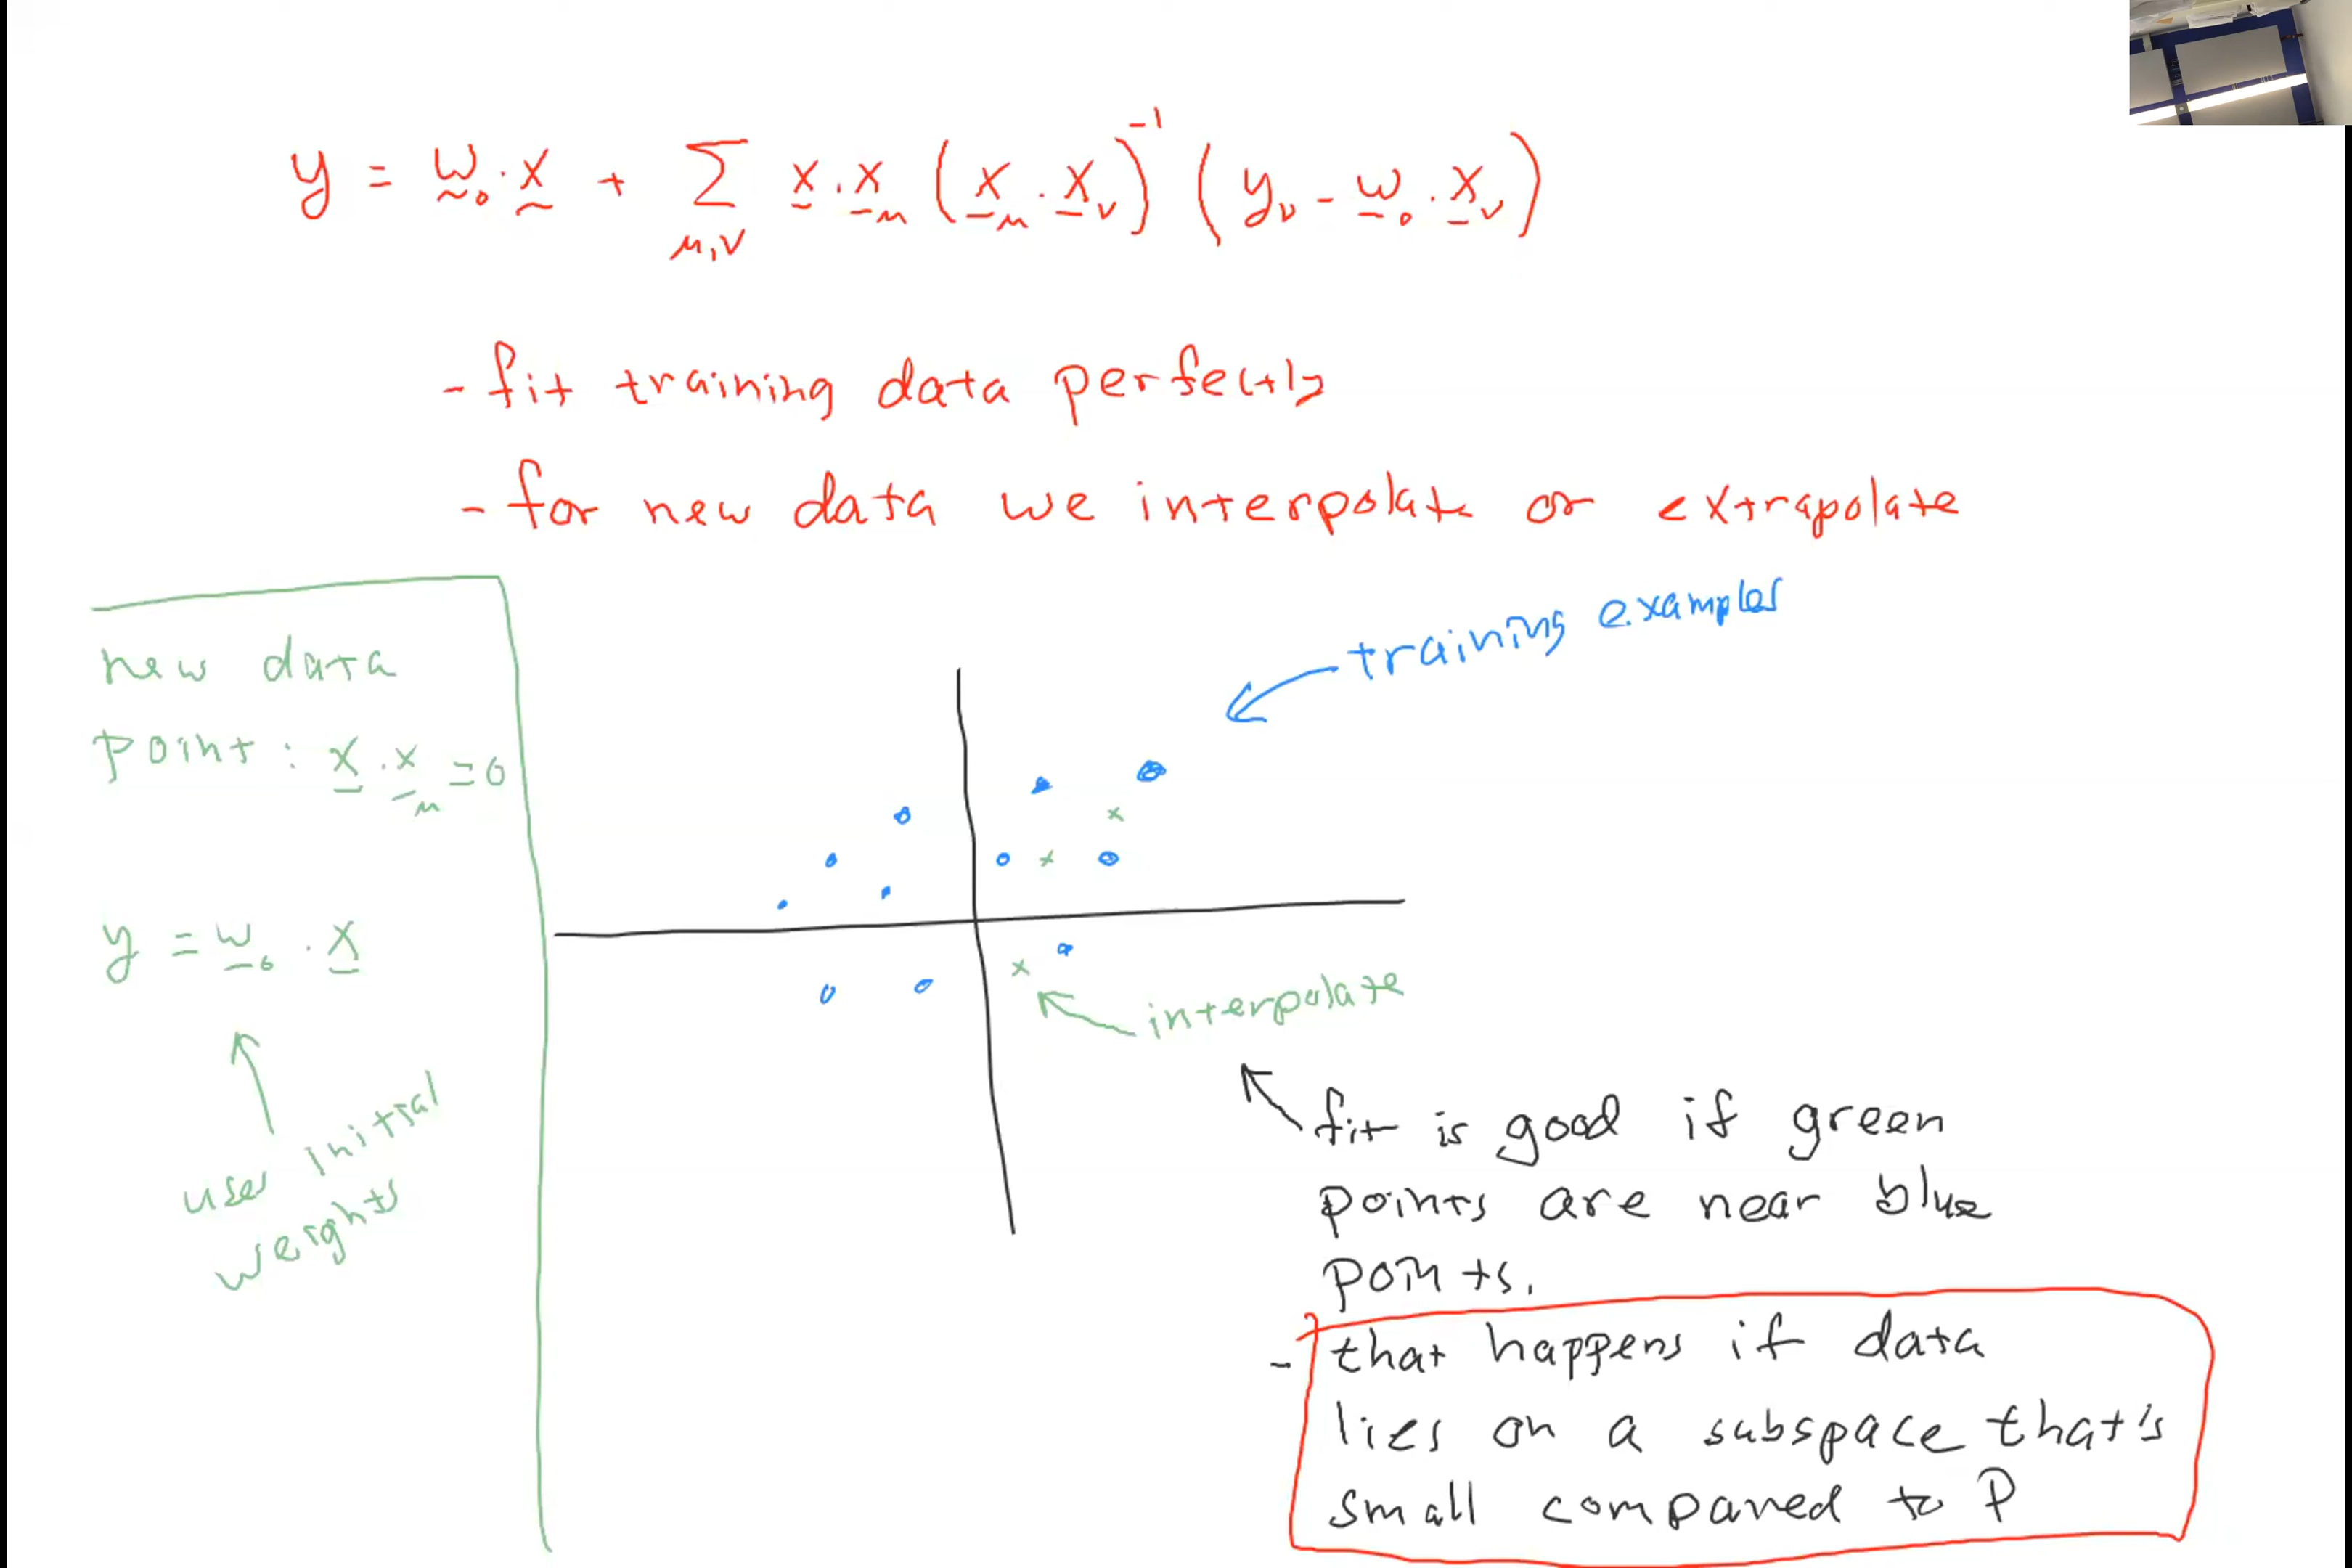 y = w₀ · x + Σ_{μ,ν} x · x_μ (x_μ · x_ν)⁻¹ (y_ν - w₀ · x_ν)
- fit training data perfectly
- for new data we interpolate or extrapolate
training examples
new data
point: x · x_μ = 0
y = w₀ · x
uses initial
weights
interpolate
fit is good if green
points are near blue
points.
- that happens if data
lies on a subspace that's
small compared to P